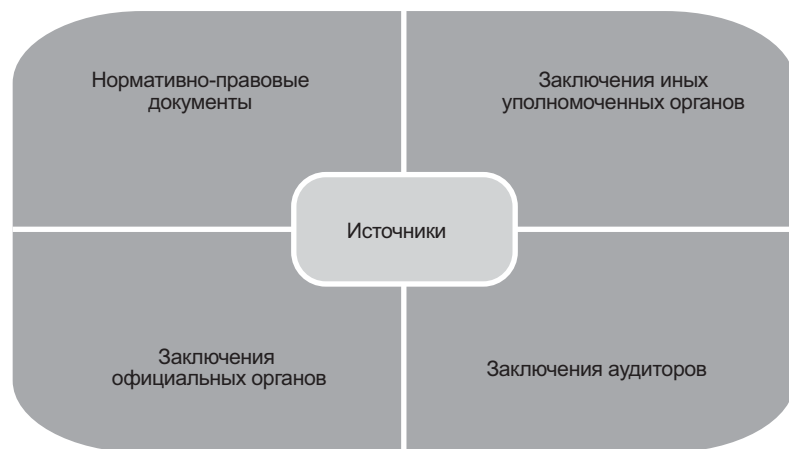 Нормативно-правовые
документы
Заключения иных
уполномоченных органов
Источники
Заключения
официальных органов
Заключения аудиторов